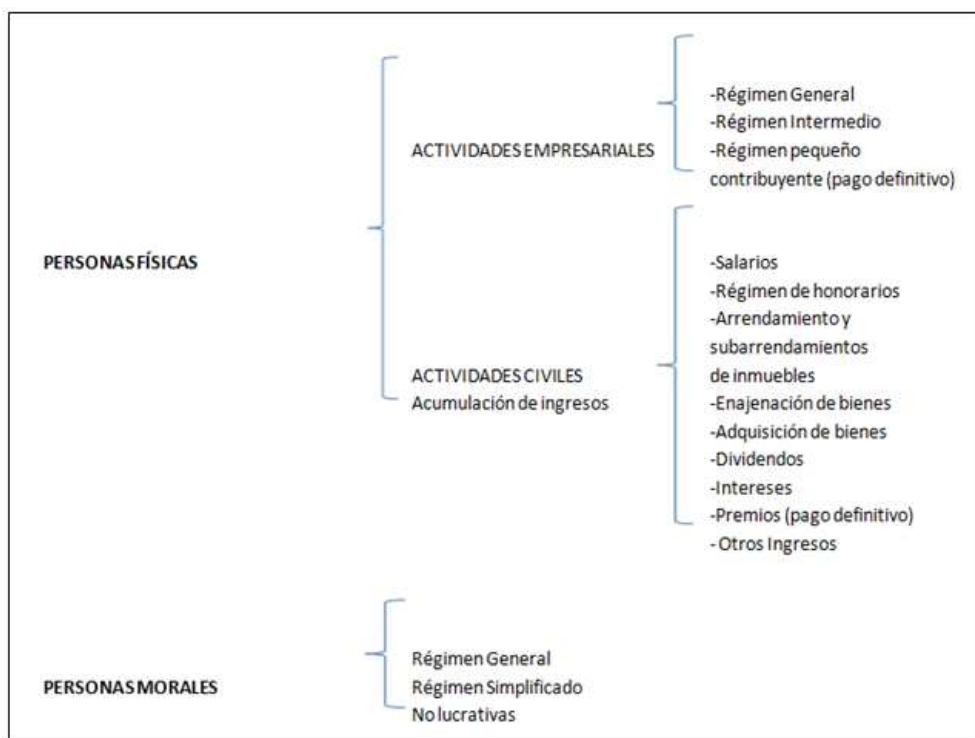 PERSONAS FÍSICAS
ACTIVIDADES EMPRESARIALES
-Régimen General
-Régimen Intermedio
-Régimen pequeño
contribuyente (pago definitivo)
ACTIVIDADES CIVILES
Acumulación de ingresos
-Salarios
-Régimen de honorarios
-Arrendamiento y
subarrendamientos
de inmuebles
-Enajenación de bienes
-Adquisición de bienes
-Dividendos
-Intereses
-Premios (pago definitivo)
- Otros Ingresos
PERSONAS MORALES
Régimen General
Régimen Simplificado
No lucrativas